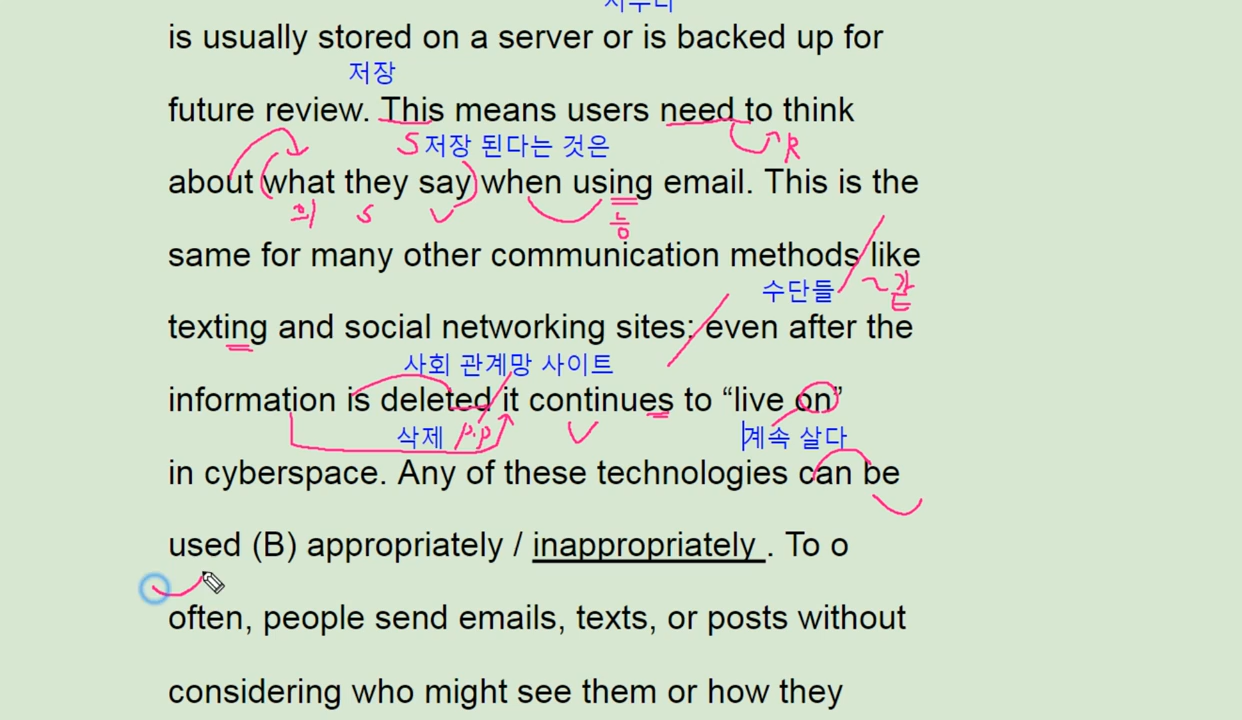 is usually stored on a server or is backed up for
저장
future review. This means users need to think
S 저장 된다는 것은 R
about (what they say) when using email. This is the
의 S V 능
same for many other communication methods / like
수단들 ~같
texting and social networking sites; / even after the
사회 관계망 사이트
information is deleted / it continues to “live on”
삭제 p.p V 계속 살다
in cyberspace. Any of these technologies can be
used (B) appropriately / inappropriately . To o
often, people send emails, texts, or posts without
considering who might see them or how they